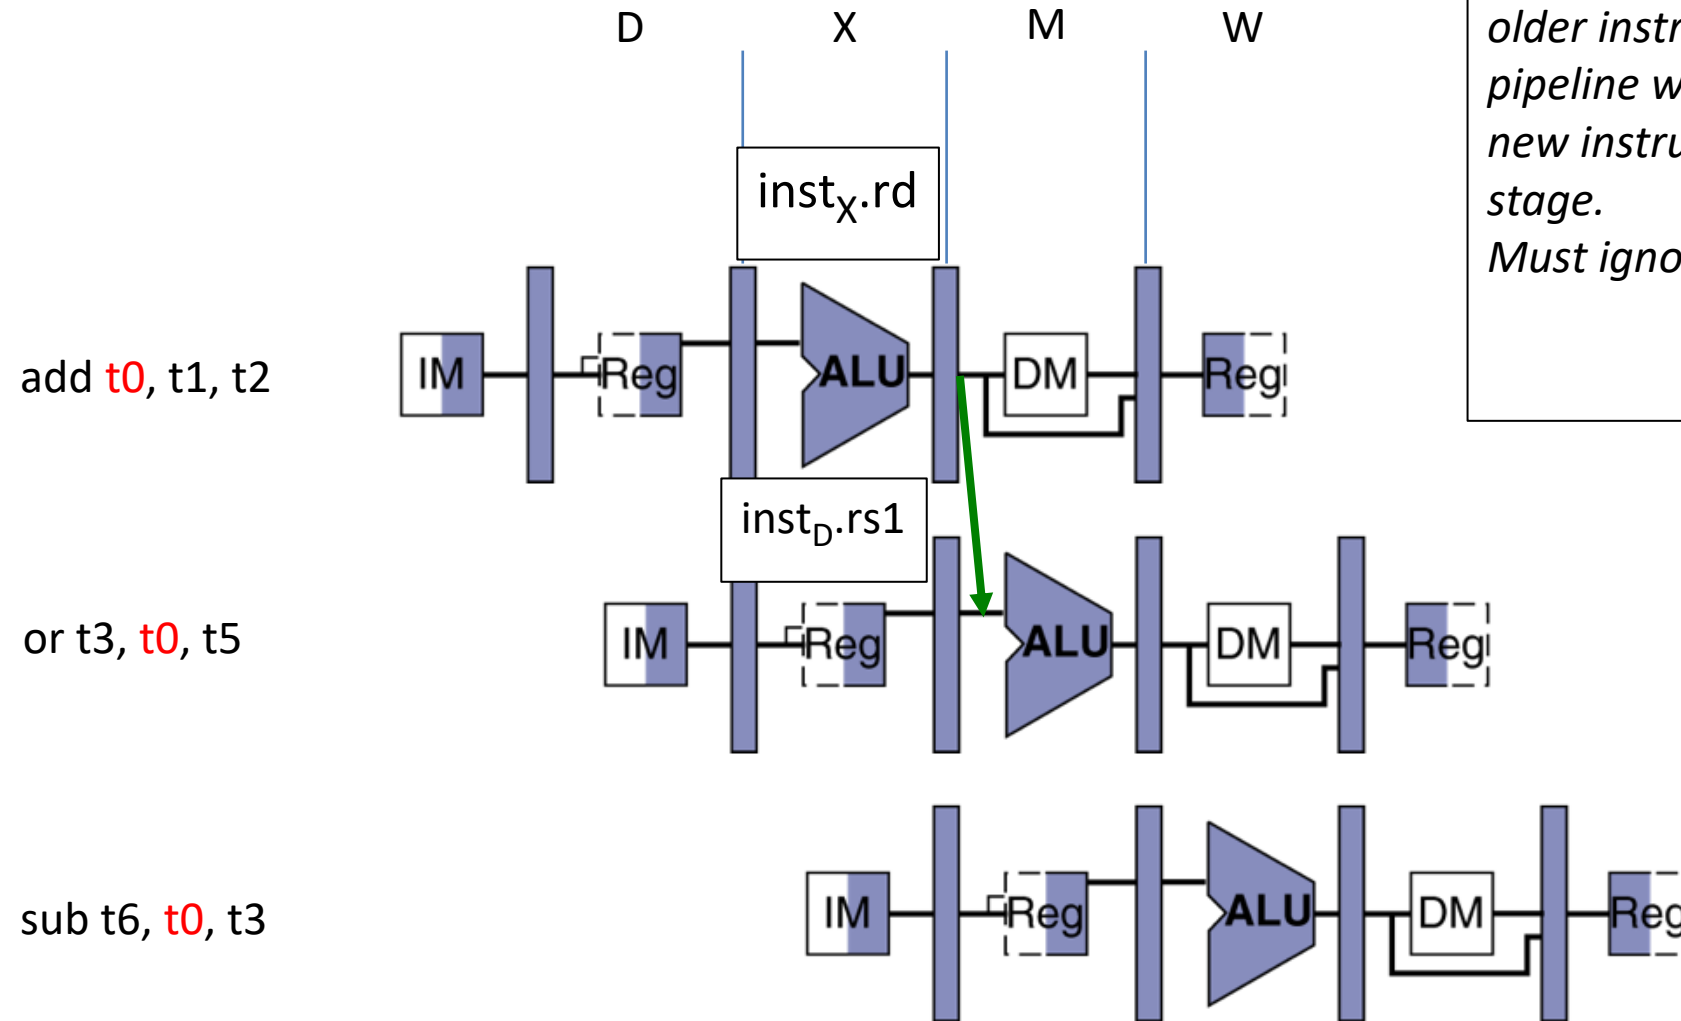 D X M W
older instr
pipeline w
new instru
stage.
Must igno
instX.rd
add t0, t1, t2
IM Reg ALU DM Reg
instD.rs1
or t3, t0, t5
IM Reg ALU DM Reg
sub t6, t0, t3
IM Reg ALU DM Reg